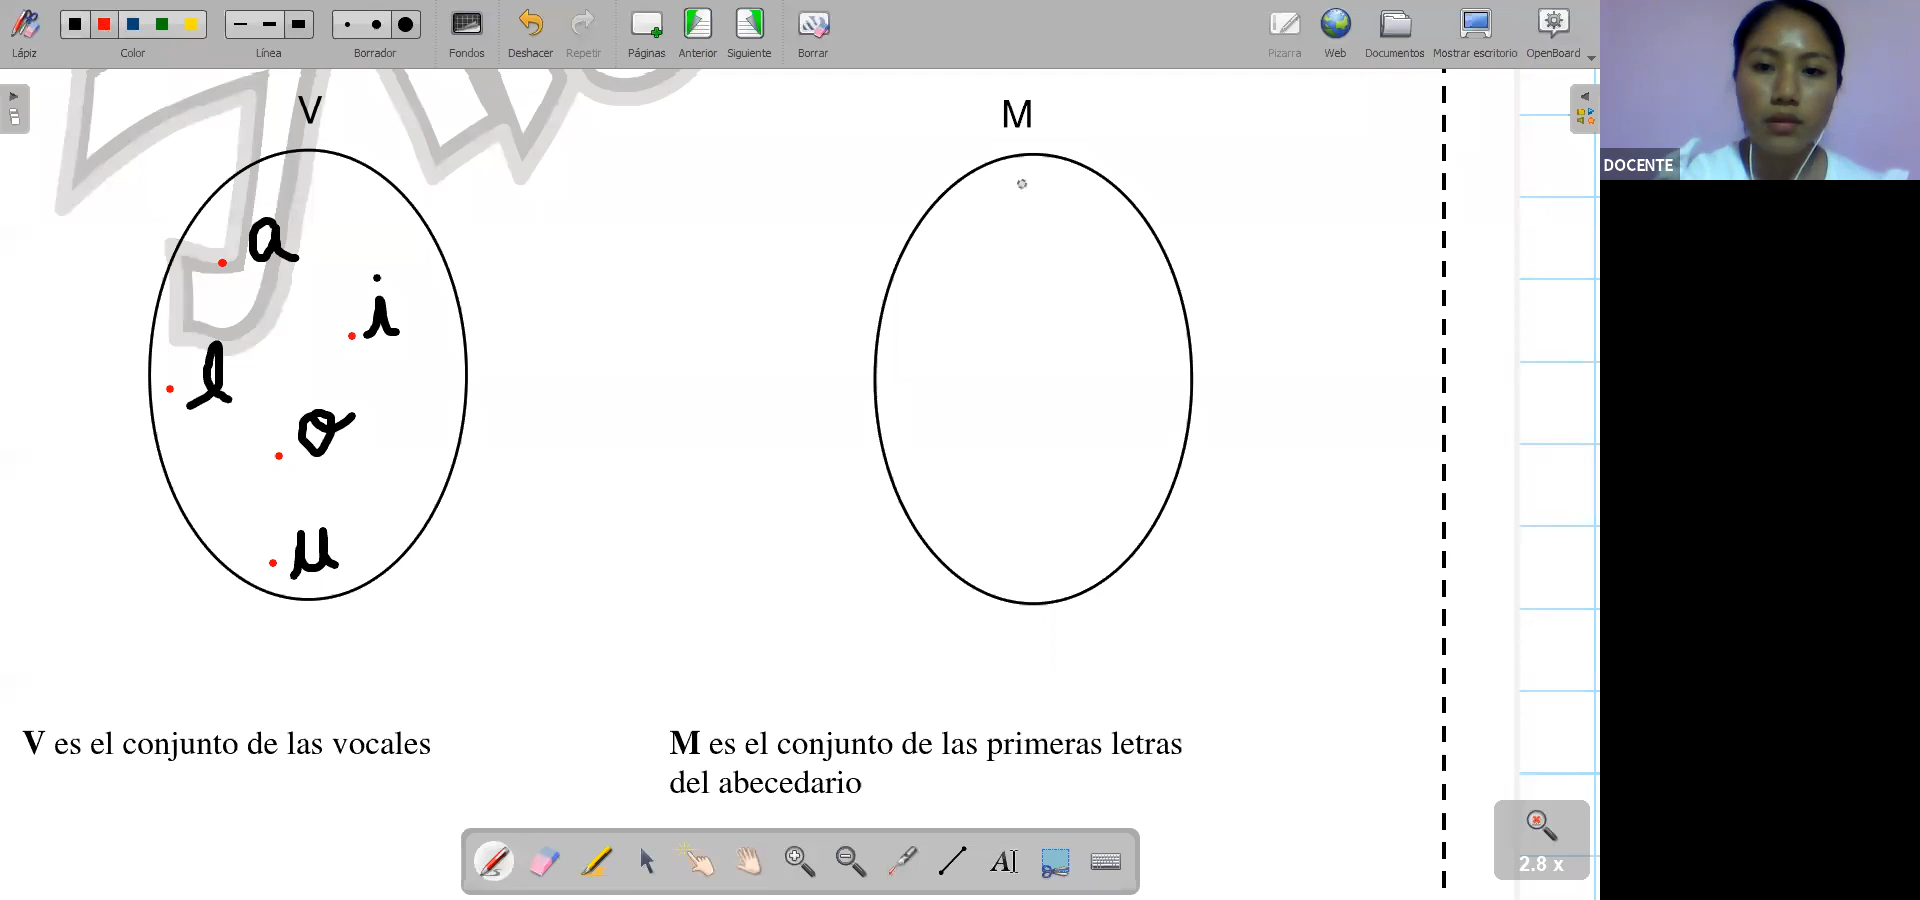 Lápiz Color Línea Borrador Fondos Deshacer Repetir Páginas Anterior Siguiente Borrar Pizarra Web Documentos Mostrar escritorio OpenBoard
DOCENTE
V M
a
i
e
o
u
V es el conjunto de las vocales
M es el conjunto de las primeras letras
del abecedario
AI
2.8 x